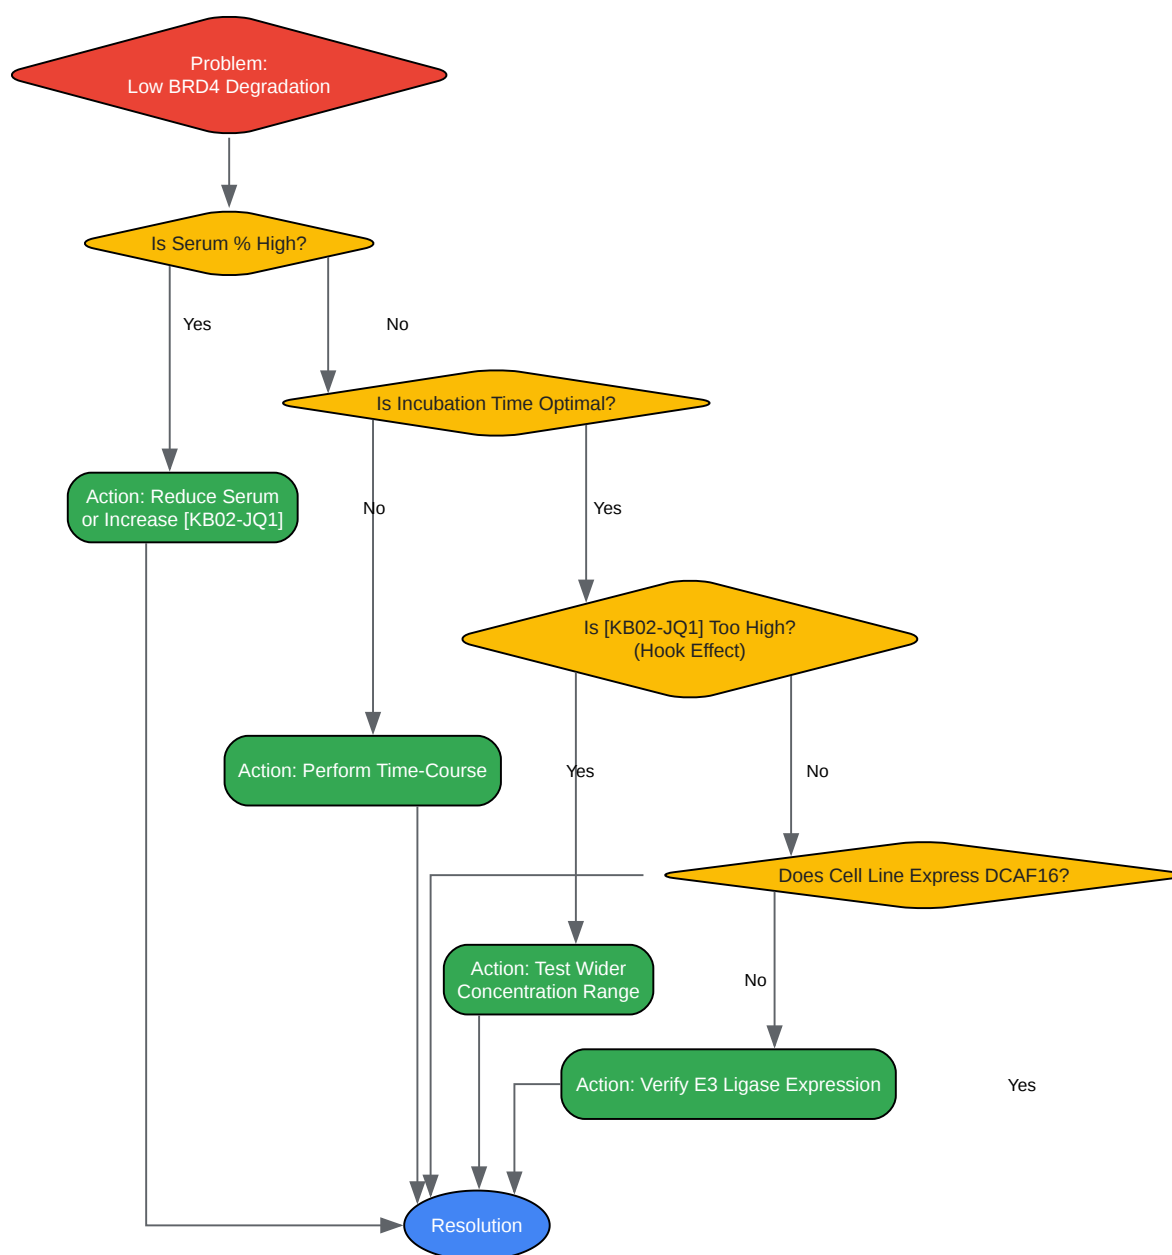 Problem:
Low BRD4 Degradation
Is Serum % High?
Yes
No
Is Incubation Time Optimal?
Action: Reduce Serum
or Increase [KB02-JQ1]
No
Yes
Is [KB02-JQ1] Too High?
(Hook Effect)
Action: Perform Time-Course
Yes
No
Does Cell Line Express DCAF16?
Action: Test Wider
Concentration Range
No
Action: Verify E3 Ligase Expression
Yes
Resolution